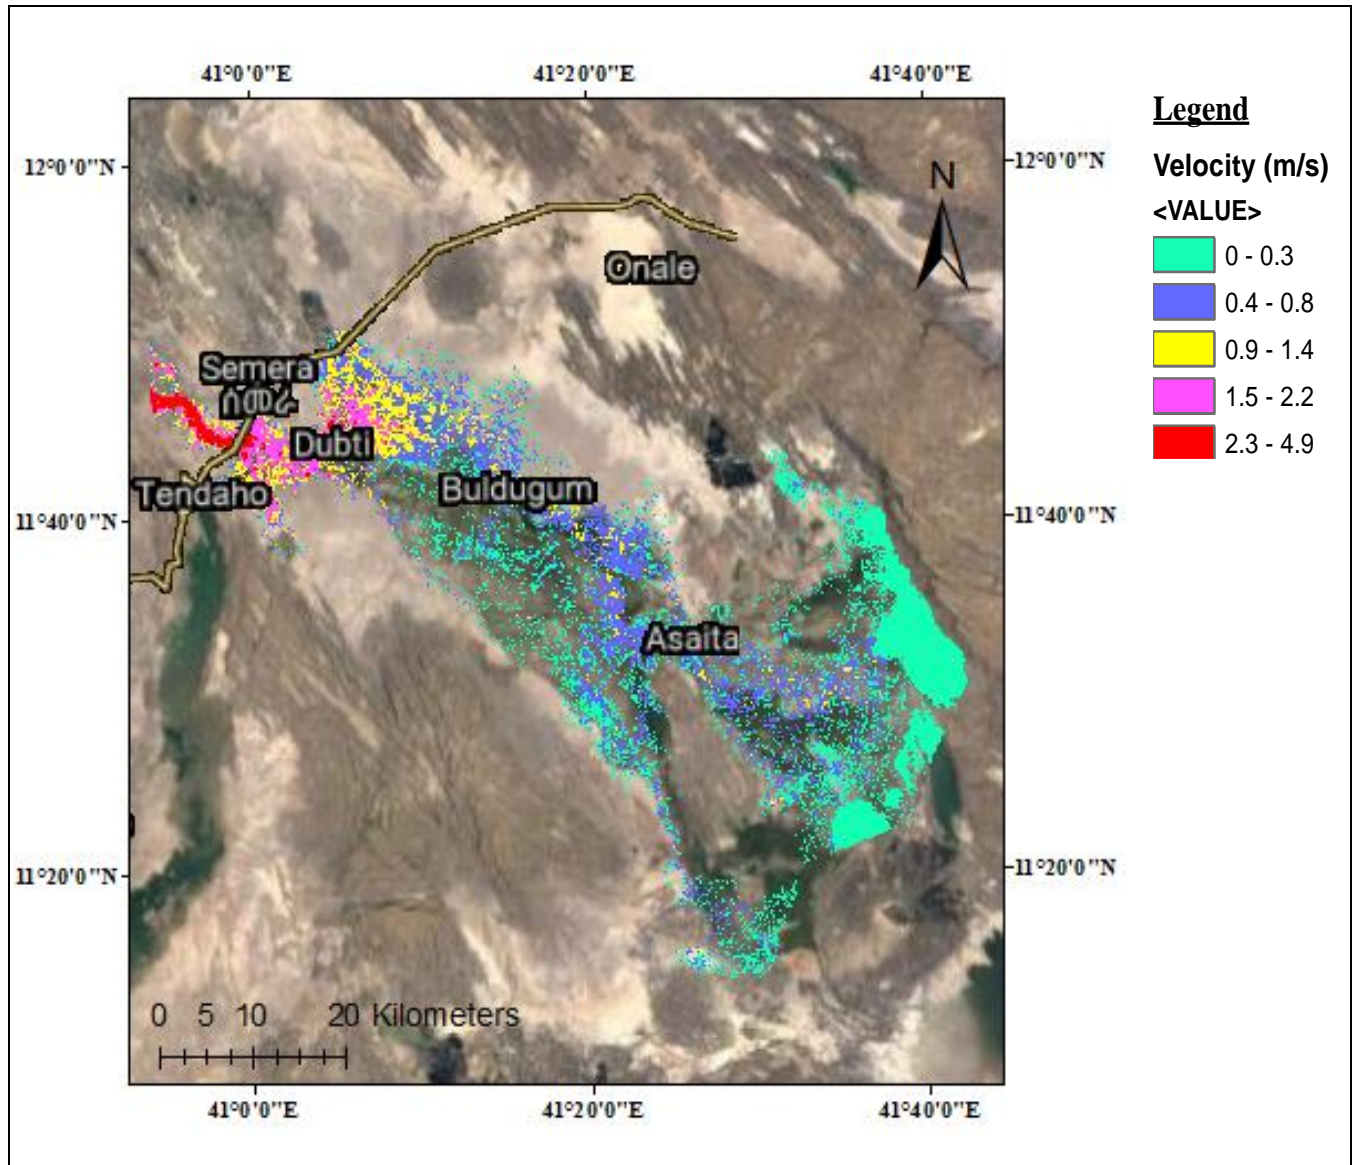 41°0'0"E 41°20'0"E 41°40'0"E
Legend
Velocity (m/s)
<VALUE>
0 - 0.3
0.4 - 0.8
0.9 - 1.4
1.5 - 2.2
2.3 - 4.9
12°0'0"N 12°0'0"N
N
Onale
Semera
ሰመራ
Dubti
Tendaho
Buldugum
11°40'0"N 11°40'0"N
Asaita
11°20'0"N 11°20'0"N
0 5 10 20 Kilometers
41°0'0"E 41°20'0"E 41°40'0"E